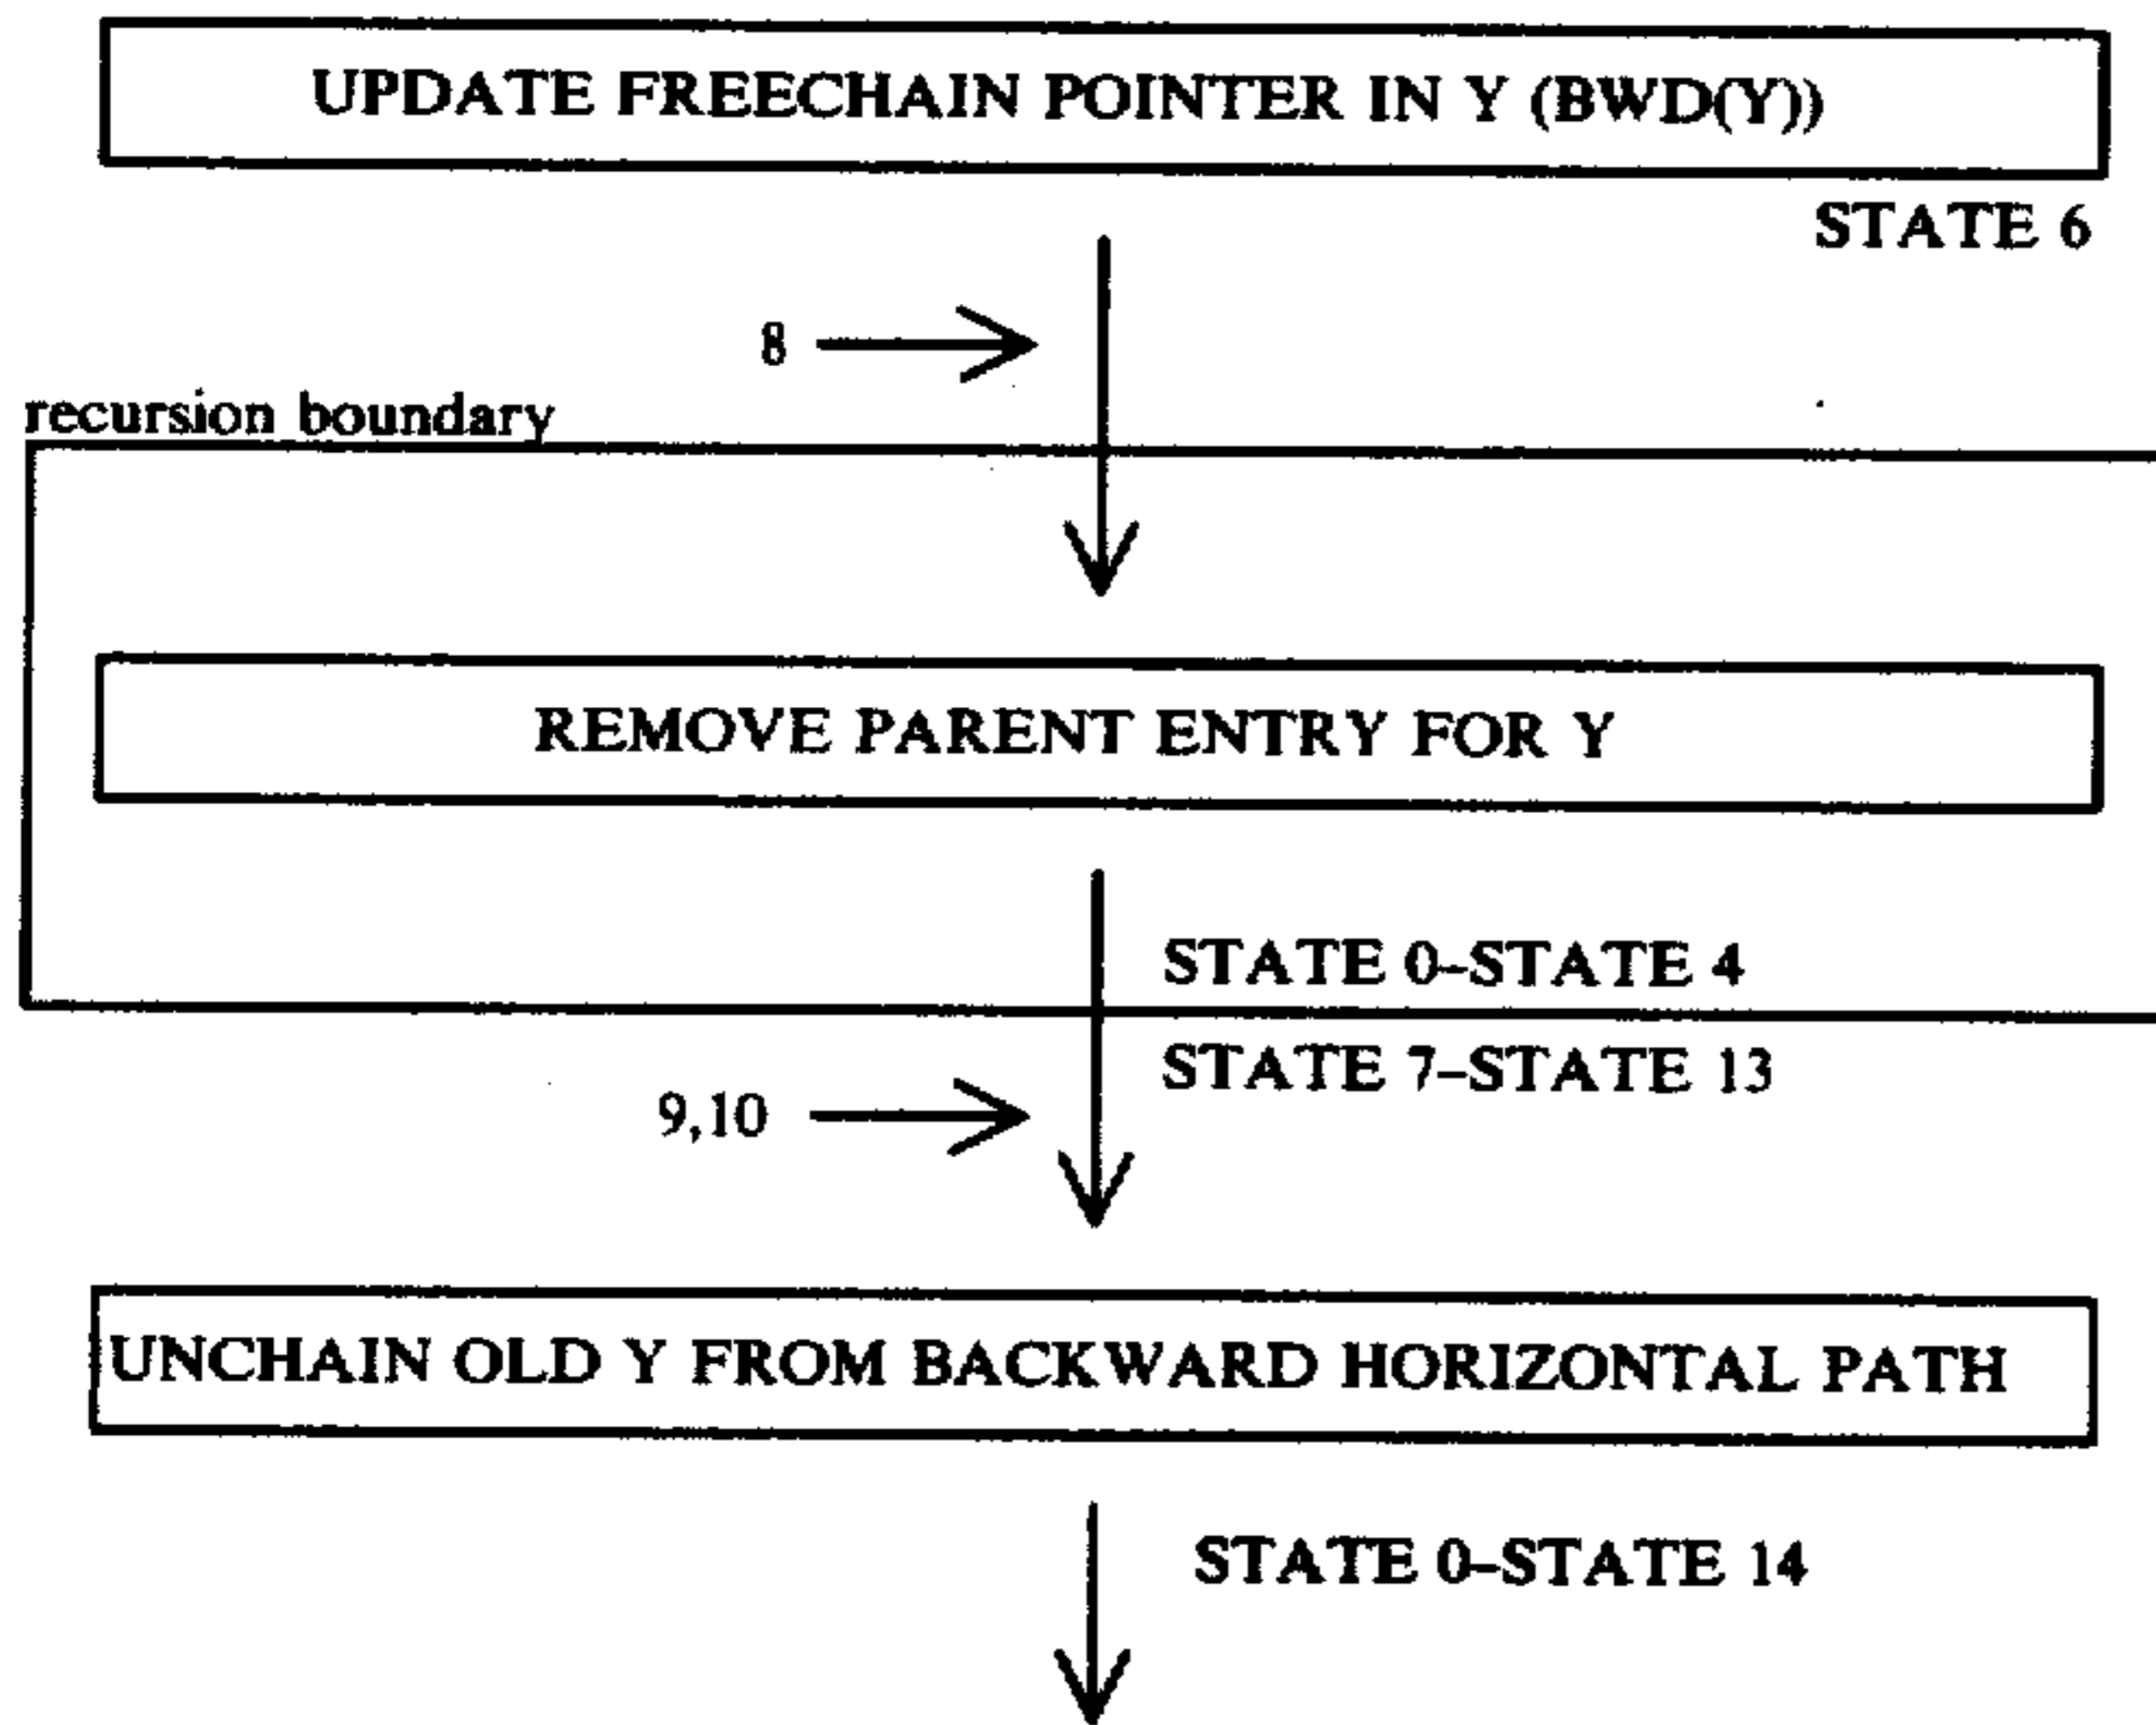 UPDATE FREECHAIN POINTER IN Y (BWD(Y))
STATE 6
8
recursion boundary
REMOVE PARENT ENTRY FOR Y
STATE 0–STATE 4
STATE 7–STATE 13
9,10
UNCHAIN OLD Y FROM BACKWARD HORIZONTAL PATH
STATE 0–STATE 14